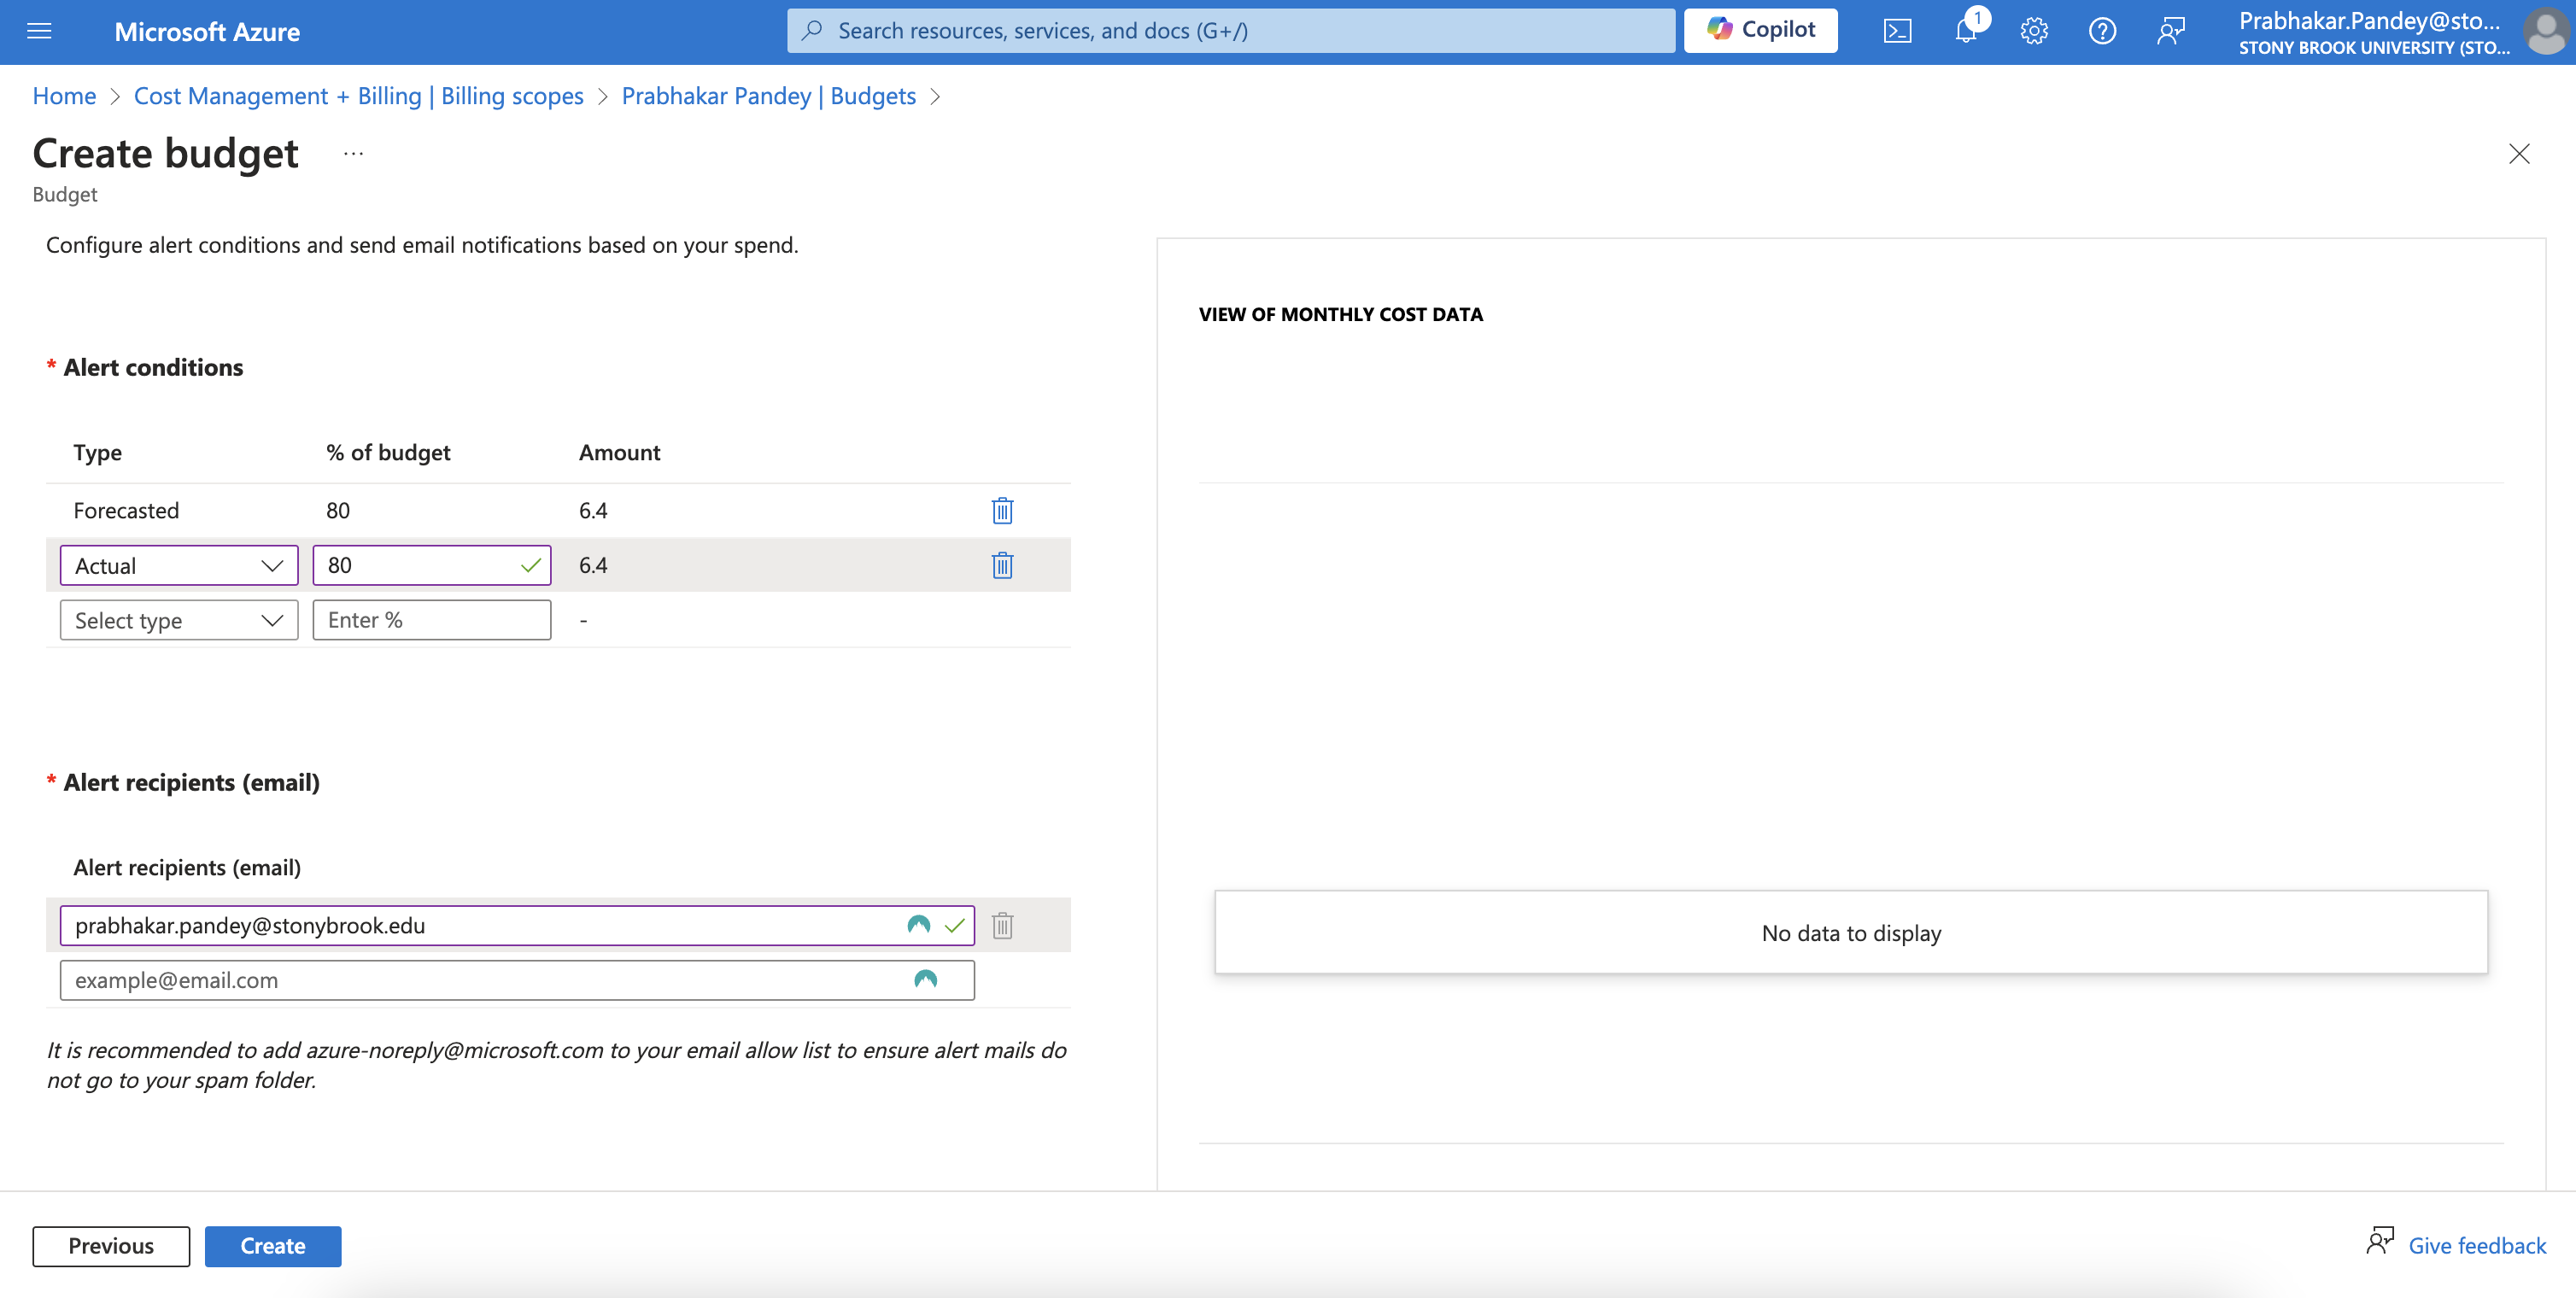 Microsoft Azure
Search resources, services, and docs (G+/)
Copilot
1
Prabhakar.Pandey@sto...
STONY BROOK UNIVERSITY (STO...
Home > Cost Management + Billing | Billing scopes > Prabhakar Pandey | Budgets >
Create budget ...
Budget
Configure alert conditions and send email notifications based on your spend.
* Alert conditions
Type % of budget Amount
Forecasted 80 6.4
Actual 80 6.4
Select type Enter % -
* Alert recipients (email)
Alert recipients (email)
prabhakar.pandey@stonybrook.edu
example@email.com
It is recommended to add azure-noreply@microsoft.com to your email allow list to ensure alert mails do
not go to your spam folder.
VIEW OF MONTHLY COST DATA
No data to display
Previous Create
Give feedback